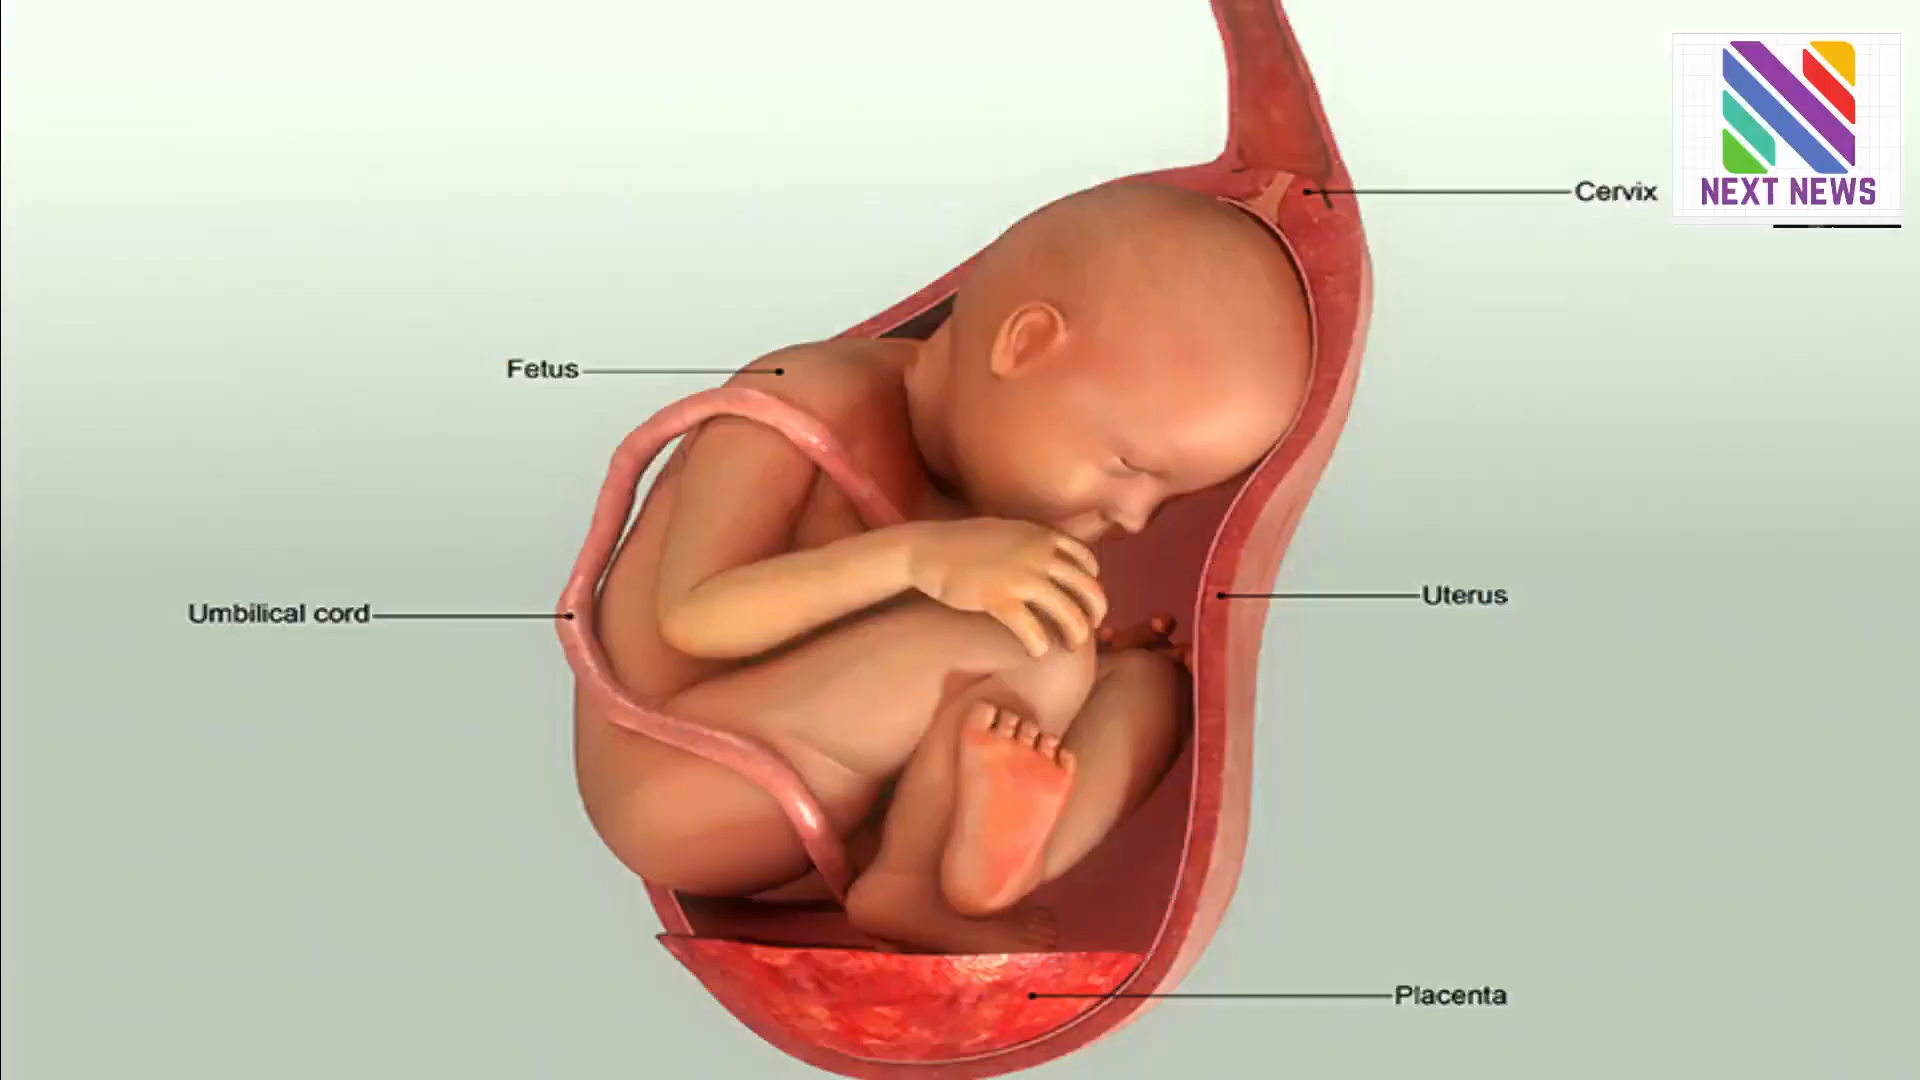 NEXT NEWS
Cervix
Fetus
Uterus
Umbilical cord
Placenta